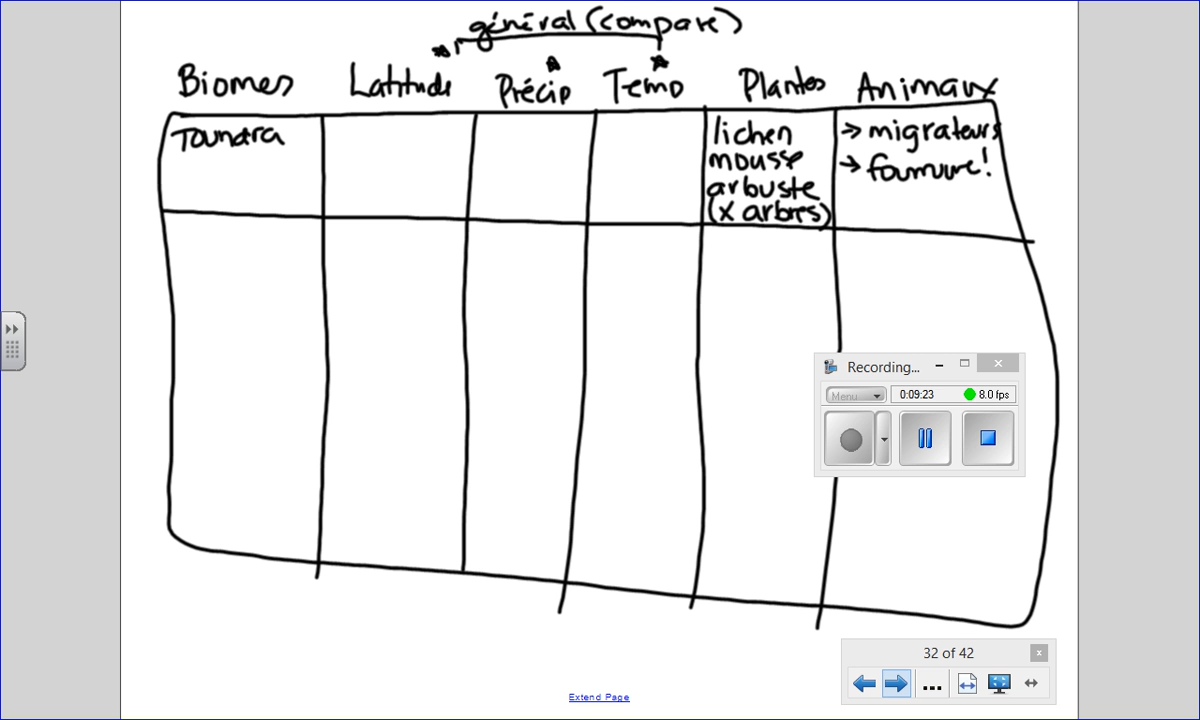 général (compare)
Biomes Latitude Précip Temp Plantes Animaux
Toundra
lichen
mousse
arbuste
(x arbres)
→ migrateurs
→ fourrure!
Recording...
Menu 0:09:23 8.0 fps
32 of 42
Extend Page